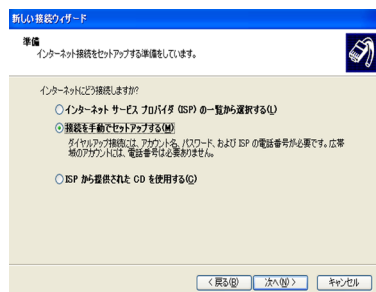 新しい接続ウィザード
準備
インターネット接続をセットアップする準備をしています。
インターネットにどう接続しますか?
インターネット サービス プロバイダ (ISP) の一覧から選択する(L)
接続を手動でセットアップする(M)
ダイヤルアップ接続には、アカウント名、パスワード、および ISP の電話番号が必要です。広帯
域のアカウントには、電話番号は必要ありません。
ISP から提供された CD を使用する(C)
< 戻る(B)
次へ(N) >
キャンセル